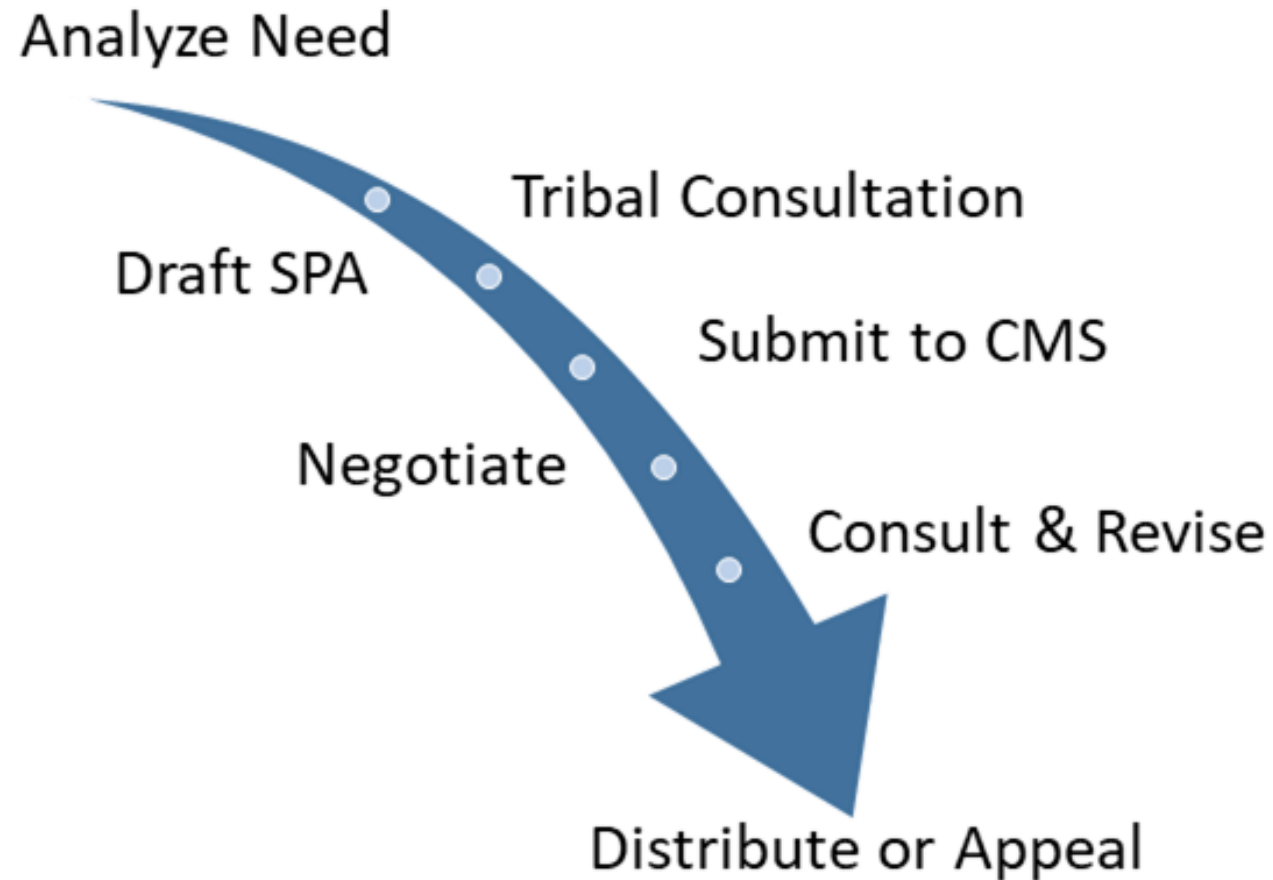 Analyze Need
Tribal Consultation
Draft SPA
Submit to CMS
Negotiate
Consult & Revise
Distribute or Appeal